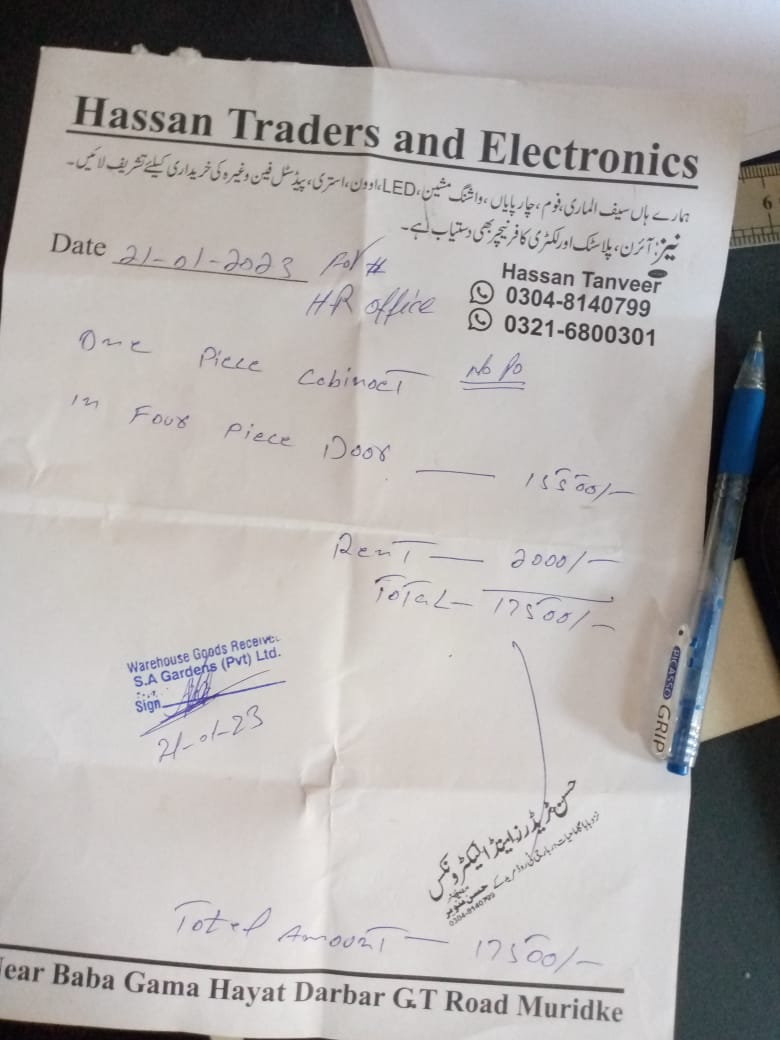 Hassan Traders and Electronics
ہمارے ہاں سیف الماری، فوم، چارپایاں، واشنگ مشین، LED، اوون، استری، پیڈسٹل فین وغیرہ کی خریداری کیلئے تشریف لائیں۔
نیز: آئرن، پلاسٹک اور لکڑی کا فرنیچر بھی دستیاب ہے۔
Date 21-01-2023 For #
HR office
Hassan Tanveer
0304-8140799
0321-6800301
One Piece Cabinet No Po
in Four Piece Door — 15500/-
Rent — 2000/-
Total - 17500/-
Warehouse Goods Receive
S.A Gardens (Pvt) Ltd.
Sign
21-01-23
حسن ٹریڈرز اینڈ الیکٹرونکس
حسن تنویر
0304-8140799
Total Amount — 17500/-
Near Baba Gama Hayat Darbar G.T Road Muridke
6
PICASSO GRIP